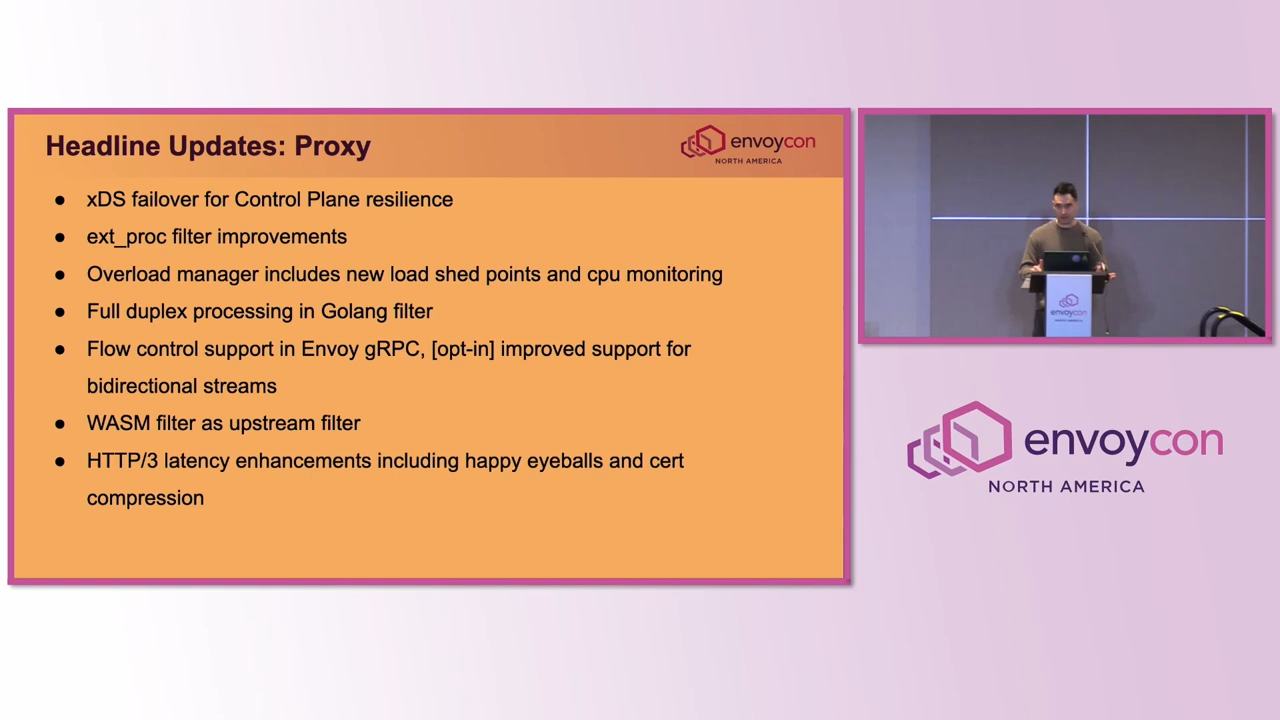 Headline Updates: Proxy
envoycon
NORTH AMERICA
● xDS failover for Control Plane resilience
● ext_proc filter improvements
● Overload manager includes new load shed points and cpu monitoring
● Full duplex processing in Golang filter
● Flow control support in Envoy gRPC, [opt-in] improved support for
bidirectional streams
● WASM filter as upstream filter
● HTTP/3 latency enhancements including happy eyeballs and cert
compression
envoycon
envoycon
NORTH AMERICA